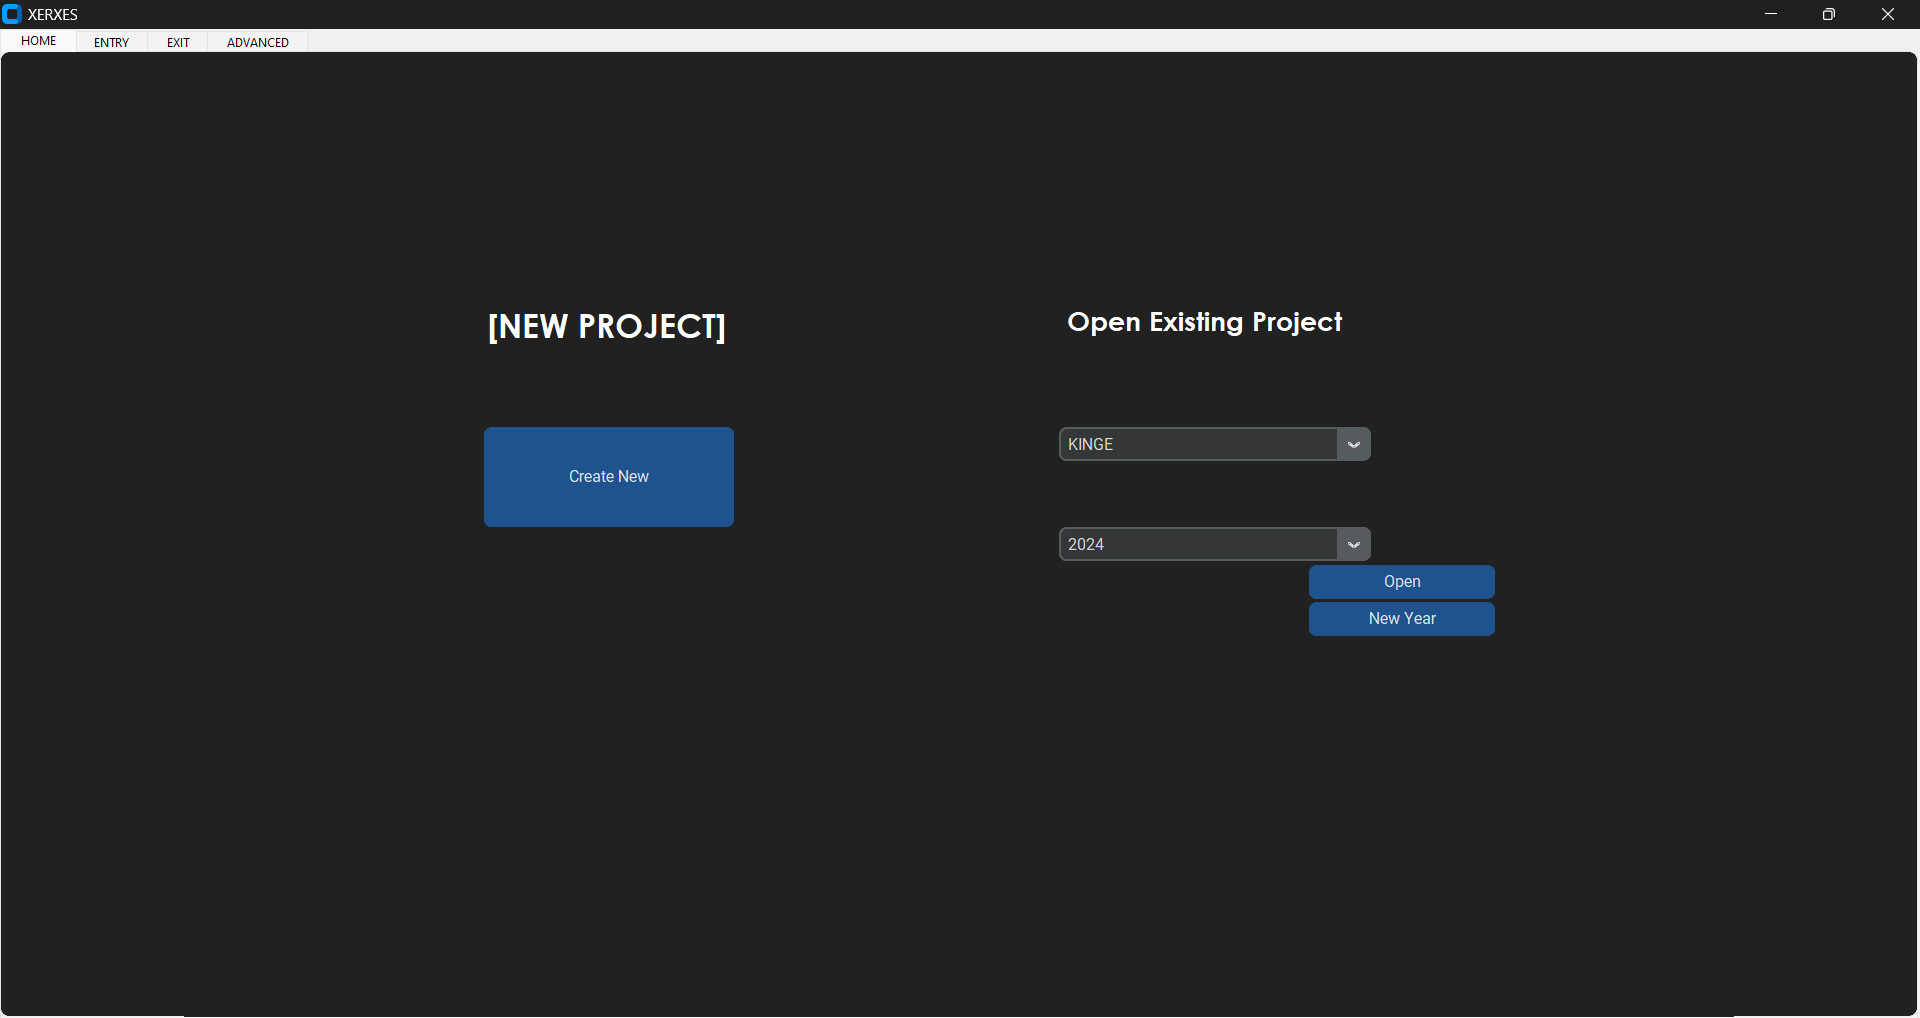 XERXES
HOME ENTRY EXIT ADVANCED
[NEW PROJECT]
Create New
Open Existing Project
KINGE
2024
Open
New Year